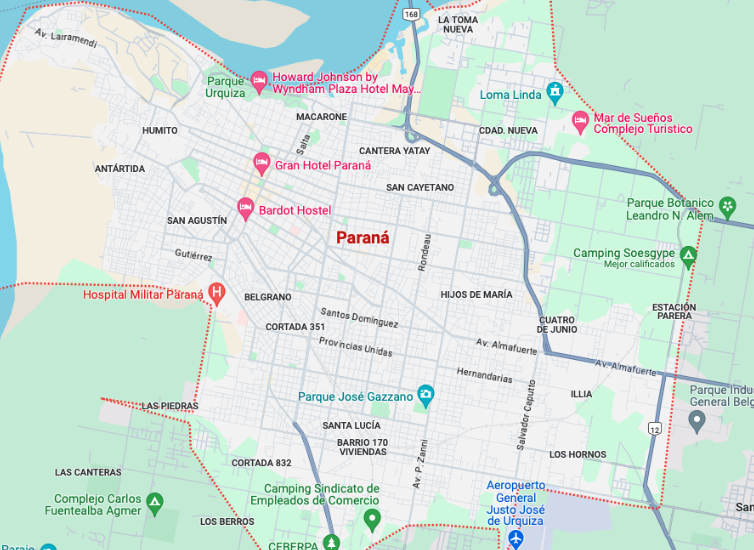 168
LA TOMA
NUEVA
Av. Larramendi
Parque
Urquiza
Howard Johnson by
Wyndham Plaza Hotel May...
Loma Linda
MACARONE
Mar de Sueños
Complejo Turistico
HUMITO
Salta
CDAD. NUEVA
CANTERA YATAY
ANTÁRTIDA
Gran Hotel Paraná
SAN CAYETANO
Parque Botanico
Leandro N. Alem
Bardot Hostel
SAN AGUSTÍN
Paraná
Rondeau
Gutiérrez
Camping Soesgype
Mejor calificados
Hospital Militar Paraná
BELGRANO
HIJOS DE MARÍA
ESTACIÓN
PARERA
Santos Dominguez
CORTADA 351
CUATRO
DE JUNIO
Provincias Unidas
Av. Almafuerte
Av. Almafuerte
Hernandarias
Parque José Gazzano
Salvador Caputto
ILLIA
Parque Indu
General Belg
LAS PIEDRAS
SANTA LUCÍA
12
BARRIO 170
VIVIENDAS
Av. P. Zanni
LOS HORNOS
CORTADA 832
LAS CANTERAS
Camping Sindicato de
Empleados de Comercio
Aeropuerto
General
Justo José
de Urquiza
Complejo Carlos
Fuentealba Agmer
LOS BERROS
CEBERPA
Paraje